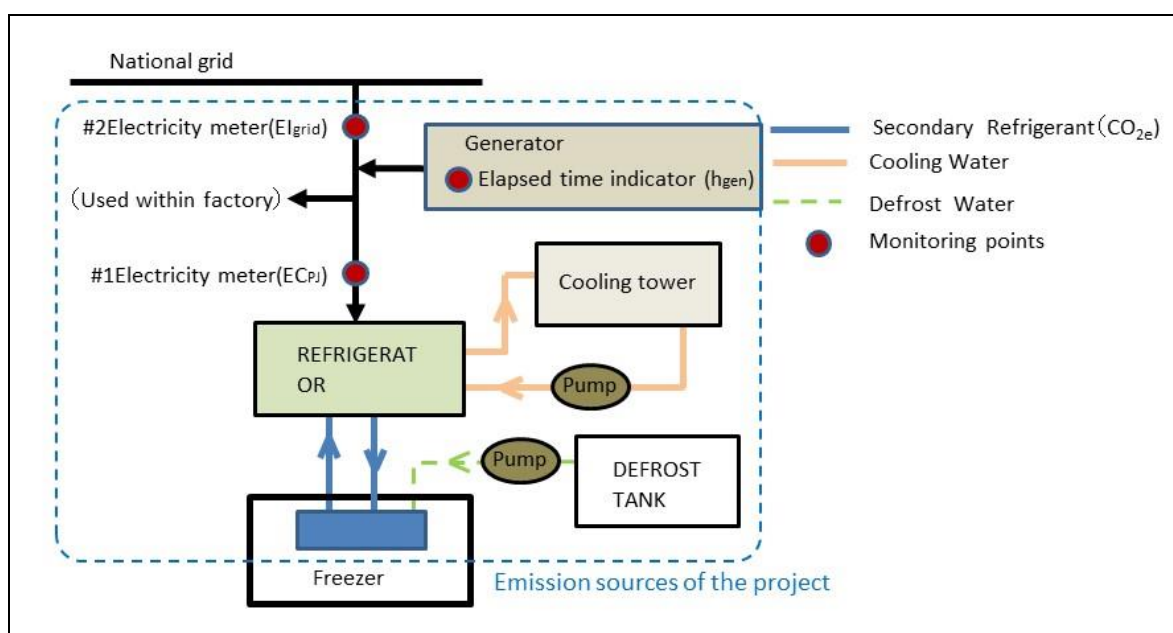 National grid
#2Electricity meter(EIgrid)
Generator
Elapsed time indicator (hgen)
(Used within factory)
#1Electricity meter(ECPJ)
Cooling tower
REFRIGERAT
OR
Pump
Pump
DEFROST
TANK
Freezer
Emission sources of the project
Secondary Refrigerant(CO2e)
Cooling Water
Defrost Water
Monitoring points